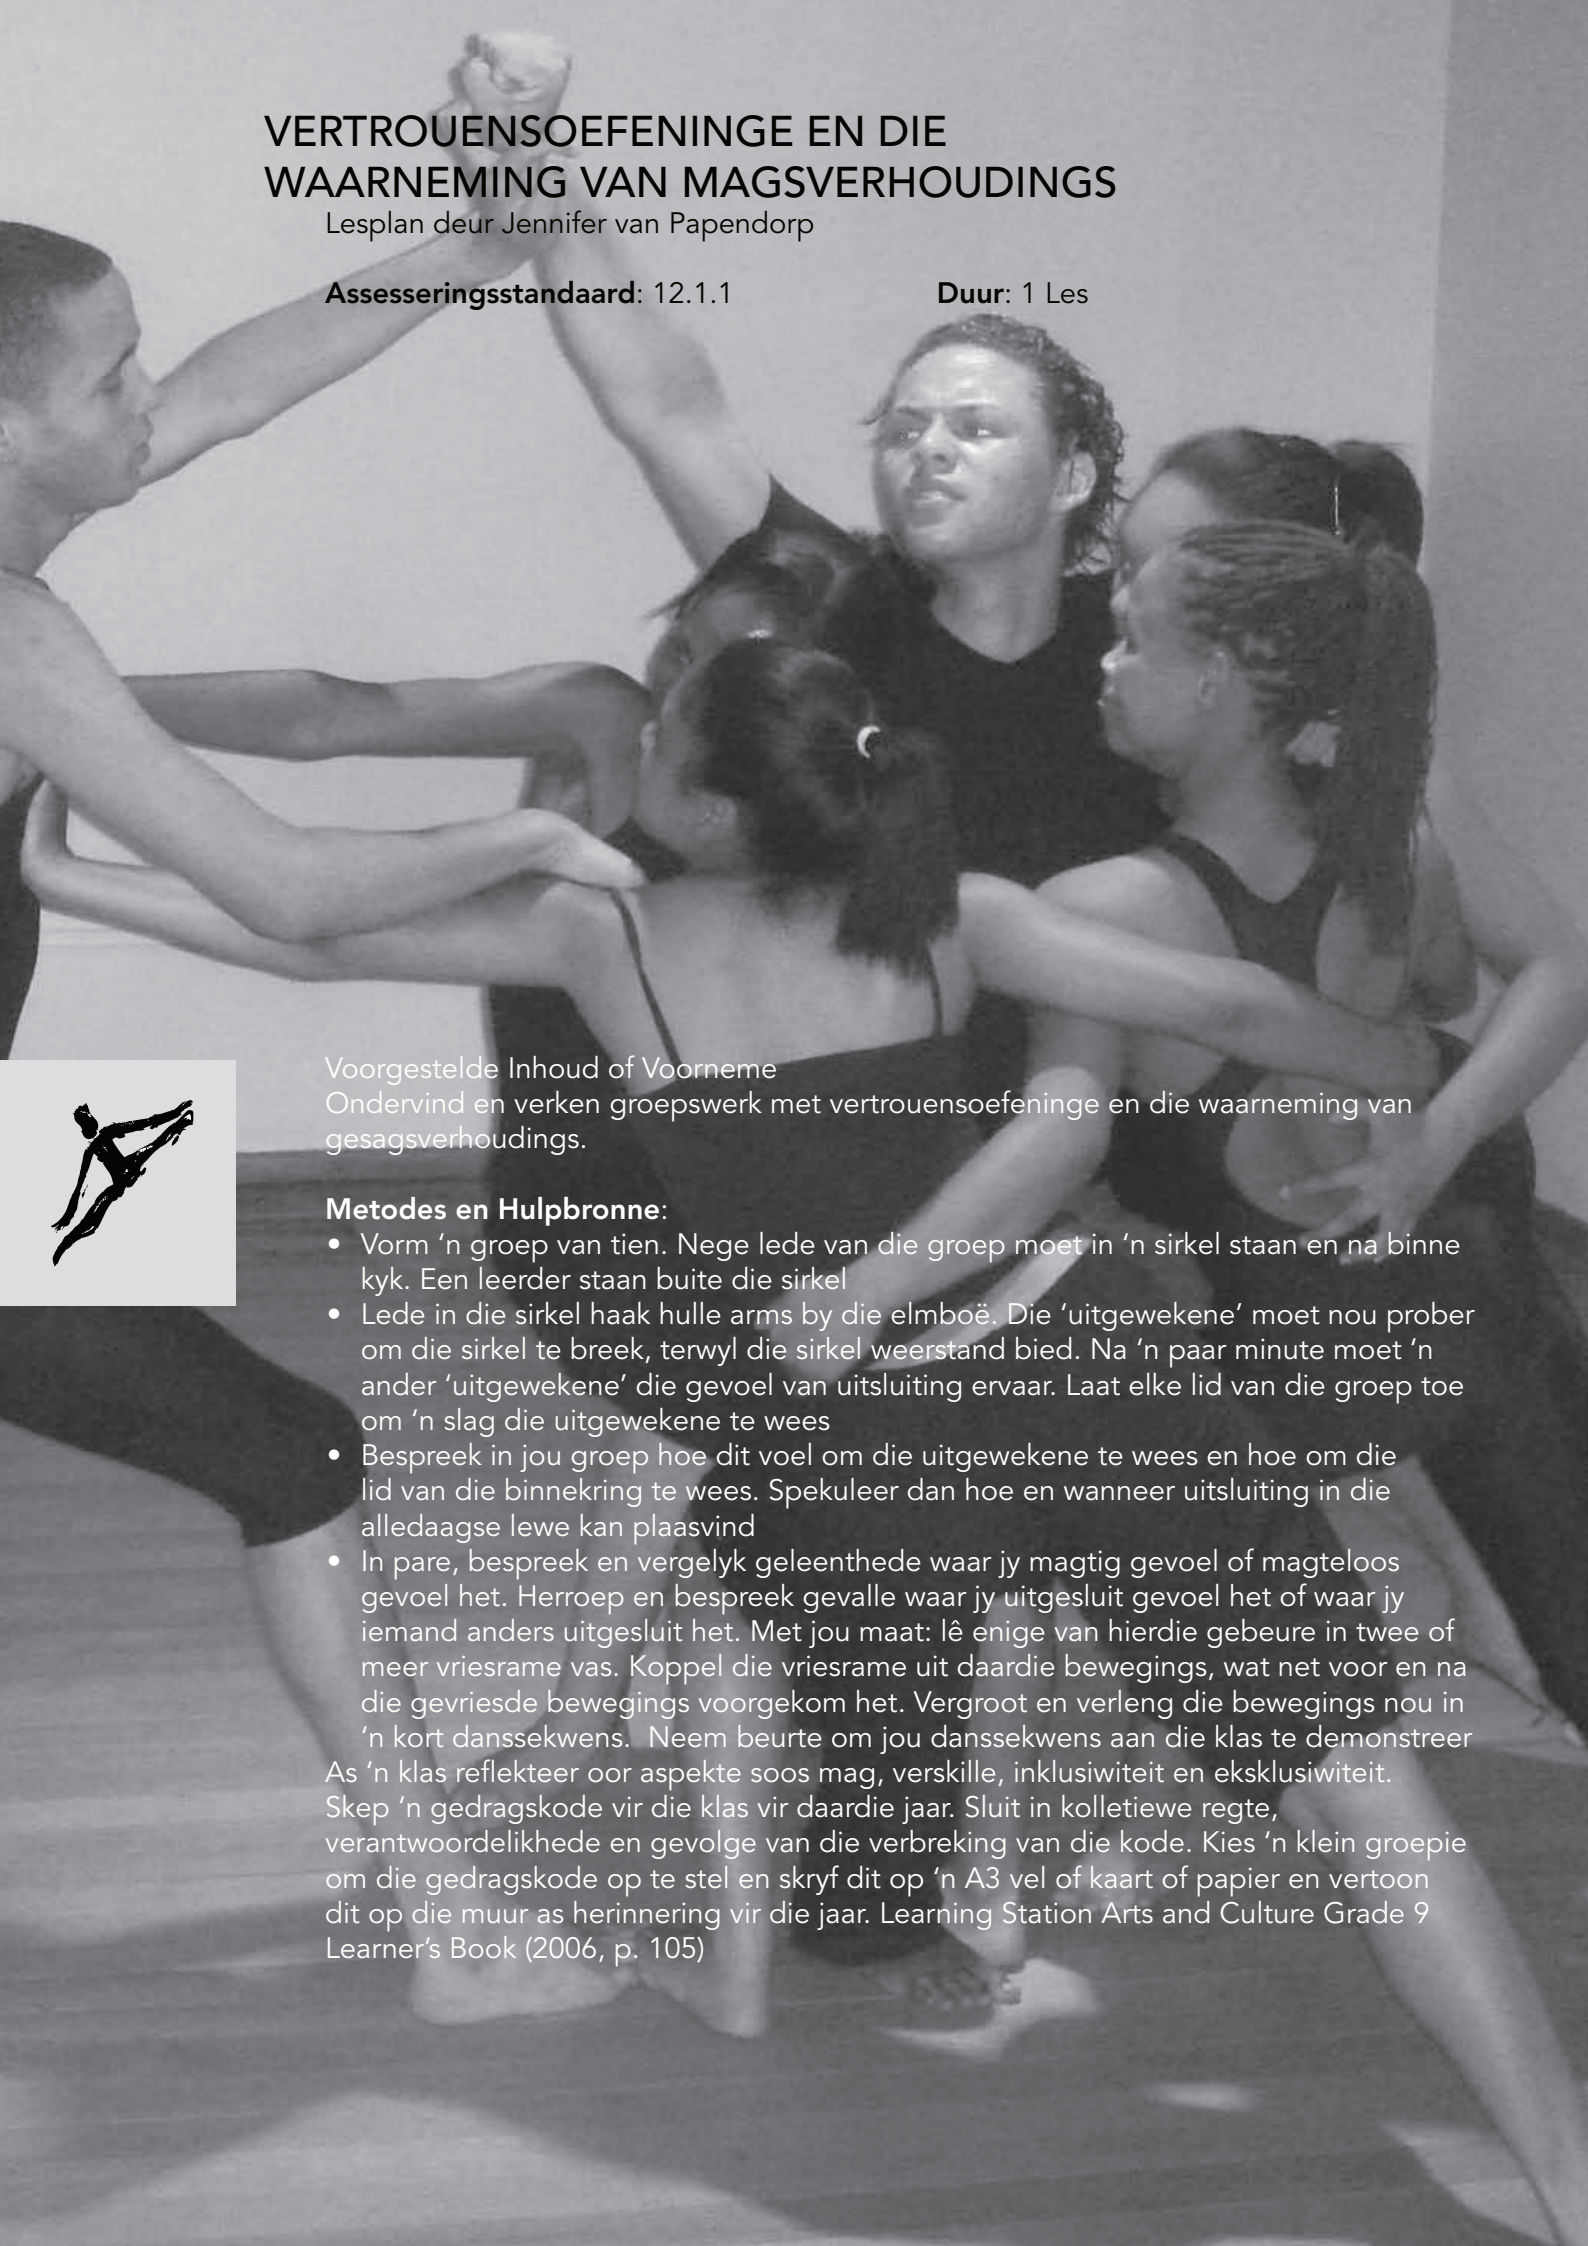 VERTROUENSOEFENINGE EN DIE
WAARNEMING VAN MAGSVERHOUDINGS
Lesplan deur Jennifer van Papendorp
Assesseringsstandaard: 12.1.1 Duur: 1 Les
Voorgestelde Inhoud of Voorneme
Ondervind en verken groepswerk met vertrouensoefeninge en die waarneming van
gesagsverhoudings.
Metodes en Hulpbronne:
• Vorm ‘n groep van tien. Nege lede van die groep moet in ‘n sirkel staan en na binne
kyk. Een leerder staan buite die sirkel
• Lede in die sirkel haak hulle arms by die elmboë. Die ‘uitgewekene’ moet nou prober
om die sirkel te breek, terwyl die sirkel weerstand bied. Na ‘n paar minute moet ‘n
ander ‘uitgewekene’ die gevoel van uitsluiting ervaar. Laat elke lid van die groep toe
om ‘n slag die uitgewekene te wees
• Bespreek in jou groep hoe dit voel om die uitgewekene te wees en hoe om die
lid van die binnekring te wees. Spekuleer dan hoe en wanneer uitsluiting in die
alledaagse lewe kan plaasvind
• In pare, bespreek en vergelyk geleenthede waar jy magtig gevoel of magteloos
gevoel het. Herroep en bespreek gevalle waar jy uitgesluit gevoel het of waar jy
iemand anders uitgesluit het. Met jou maat: lê enige van hierdie gebeure in twee of
meer vriesrame vas. Koppel die vriesrame uit daardie bewegings, wat net voor en na
die gevriesde bewegings voorgekom het. Vergroot en verleng die bewegings nou in
‘n kort danssekwens.  Neem beurte om jou danssekwens aan die klas te demonstreer
As ‘n klas reflekteer oor aspekte soos mag, verskille, inklusiwiteit en eksklusiwiteit.
Skep ‘n gedragskode vir die klas vir daardie jaar. Sluit in kolletiewe regte,
verantwoordelikhede en gevolge van die verbreking van die kode. Kies ‘n klein groepie
om die gedragskode op te stel en skryf dit op ‘n A3 vel of kaart of papier en vertoon
dit op die muur as herinnering vir die jaar. Learning Station Arts and Culture Grade 9
Learner’s Book (2006, p. 105)